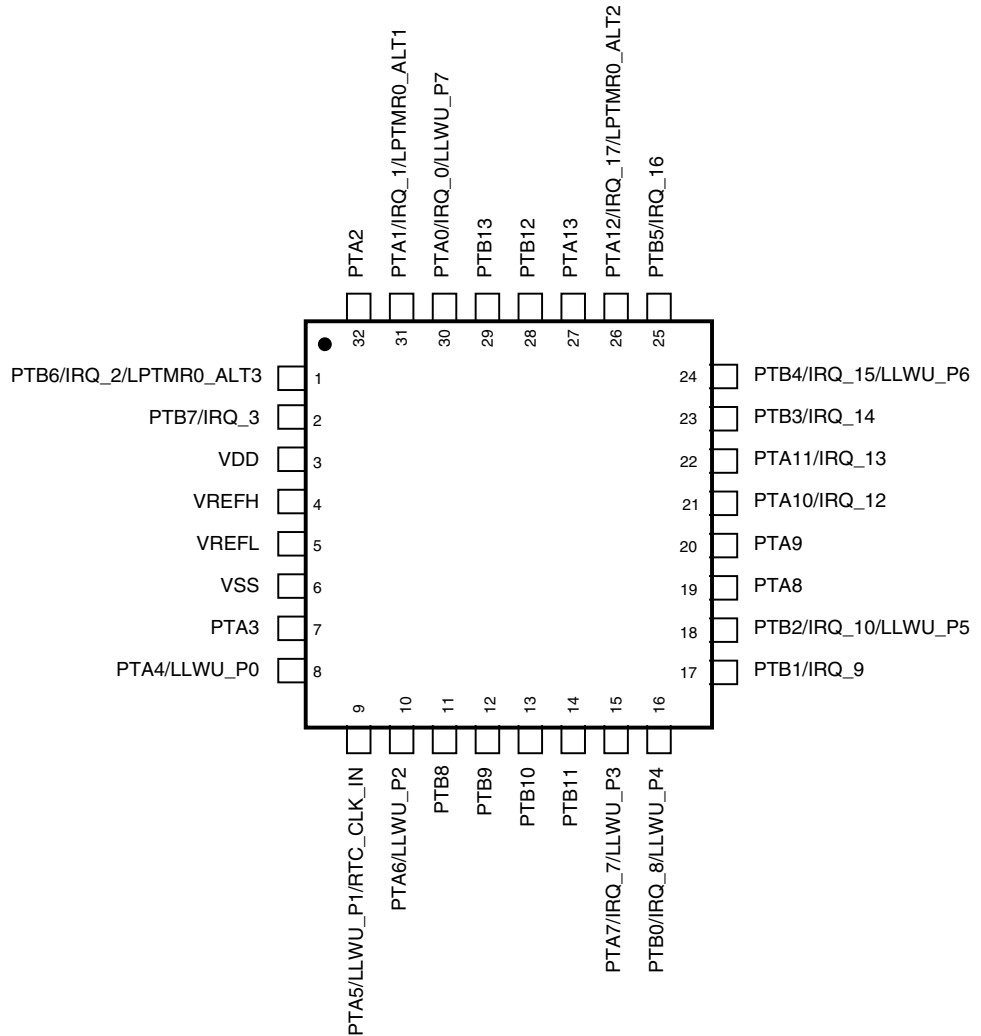 PTA2
PTA1/IRQ_1/LPTMR0_ALT1
PTA0/IRQ_0/LLWU_P7
PTB13
PTB12
PTA13
PTA12/IRQ_17/LPTMR0_ALT2
PTB5/IRQ_16
32
31
30
29
28
27
26
25
PTB6/IRQ_2/LPTMR0_ALT3 1
PTB7/IRQ_3 2
VDD 3
VREFH 4
VREFL 5
VSS 6
PTA3 7
PTA4/LLWU_P0 8
24 PTB4/IRQ_15/LLWU_P6
23 PTB3/IRQ_14
22 PTA11/IRQ_13
21 PTA10/IRQ_12
20 PTA9
19 PTA8
18 PTB2/IRQ_10/LLWU_P5
17 PTB1/IRQ_9
9
10
11
12
13
14
15
16
PTA5/LLWU_P1/RTC_CLK_IN
PTA6/LLWU_P2
PTB8
PTB9
PTB10
PTB11
PTA7/IRQ_7/LLWU_P3
PTB0/IRQ_8/LLWU_P4